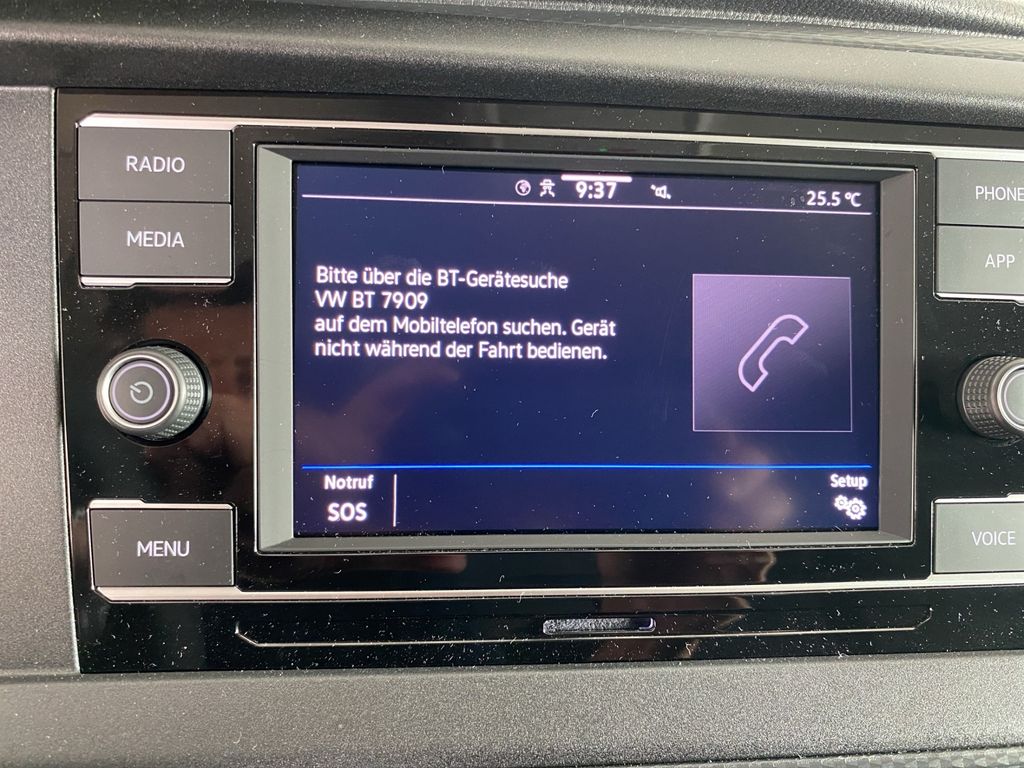 RADIO
MEDIA
MENU
9:37
25.5 °C
Bitte über die BT-Gerätesuche
VW BT 7909
auf dem Mobiltelefon suchen. Gerät
nicht während der Fahrt bedienen.
Notruf
SOS
Setup
PHONE
APP
VOICE